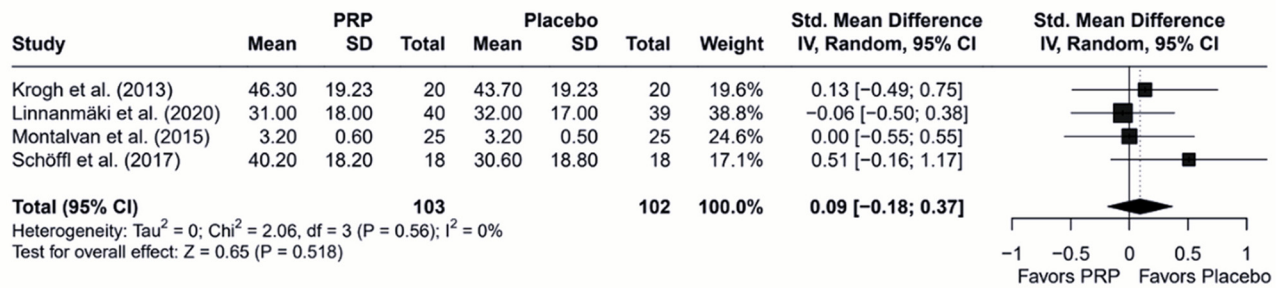 PRP Placebo Std. Mean Difference Std. Mean Difference
Study Mean SD Total Mean SD Total Weight IV, Random, 95% CI IV, Random, 95% CI
Krogh et al. (2013) 46.30 19.23 20 43.70 19.23 20 19.6% 0.13 [−0.49; 0.75]
Linnanmäki et al. (2020) 31.00 18.00 40 32.00 17.00 39 38.8% −0.06 [−0.50; 0.38]
Montalvan et al. (2015) 3.20 0.60 25 3.20 0.50 25 24.6% 0.00 [−0.55; 0.55]
Schöffl et al. (2017) 40.20 18.20 18 30.60 18.80 18 17.1% 0.51 [−0.16; 1.17]
Total (95% CI) 103 102 100.0% 0.09 [−0.18; 0.37]
Heterogeneity: Tau² = 0; Chi² = 2.06, df = 3 (P = 0.56); I² = 0%
Test for overall effect: Z = 0.65 (P = 0.518)
−1 −0.5 0 0.5 1
Favors PRP Favors Placebo